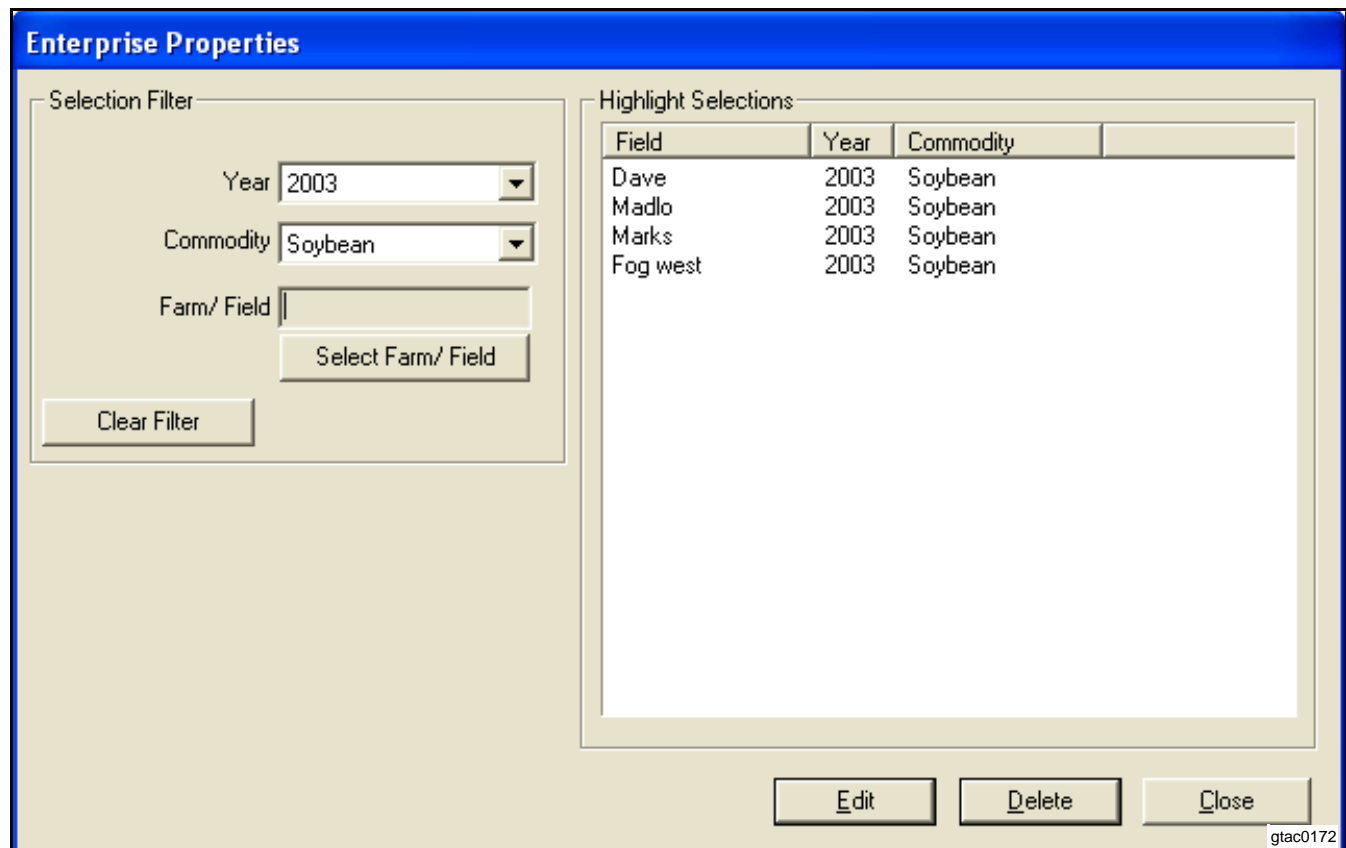 Enterprise Properties
Selection Filter
Year 2003
Commodity Soybean
Farm/ Field
Select Farm/ Field
Clear Filter
Highlight Selections
Field Year Commodity
Dave 2003 Soybean
Madlo 2003 Soybean
Marks 2003 Soybean
Fog west 2003 Soybean
Edit Delete Close
gtac0172